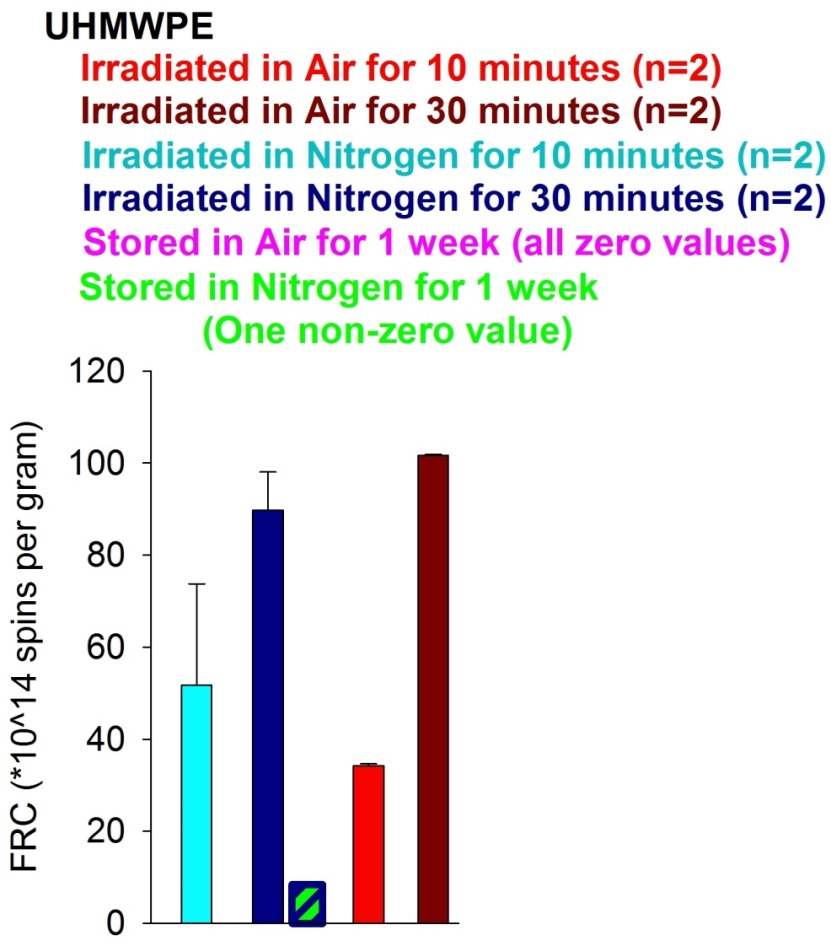 UHMWPE
Irradiated in Air for 10 minutes (n=2)
Irradiated in Air for 30 minutes (n=2)
Irradiated in Nitrogen for 10 minutes (n=2)
Irradiated in Nitrogen for 30 minutes (n=2)
Stored in Air for 1 week (all zero values)
Stored in Nitrogen for 1 week
(One non-zero value)
120
100
80
60
40
20
0
FRC (*10^14 spins per gram)